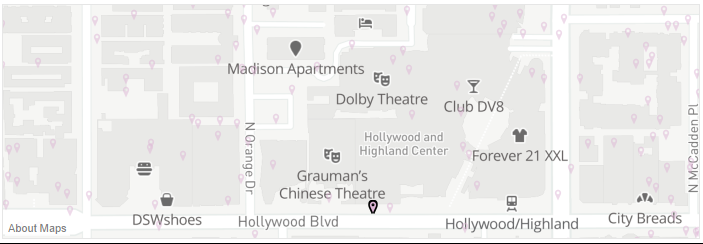 Madison Apartments
Dolby Theatre
Club DV8
N Orange Dr
Hollywood and
Highland Center
Forever 21 XXL
N McCadden Pl
Grauman's
Chinese Theatre
DSWshoes
Hollywood Blvd
Hollywood/Highland
City Breads
About Maps